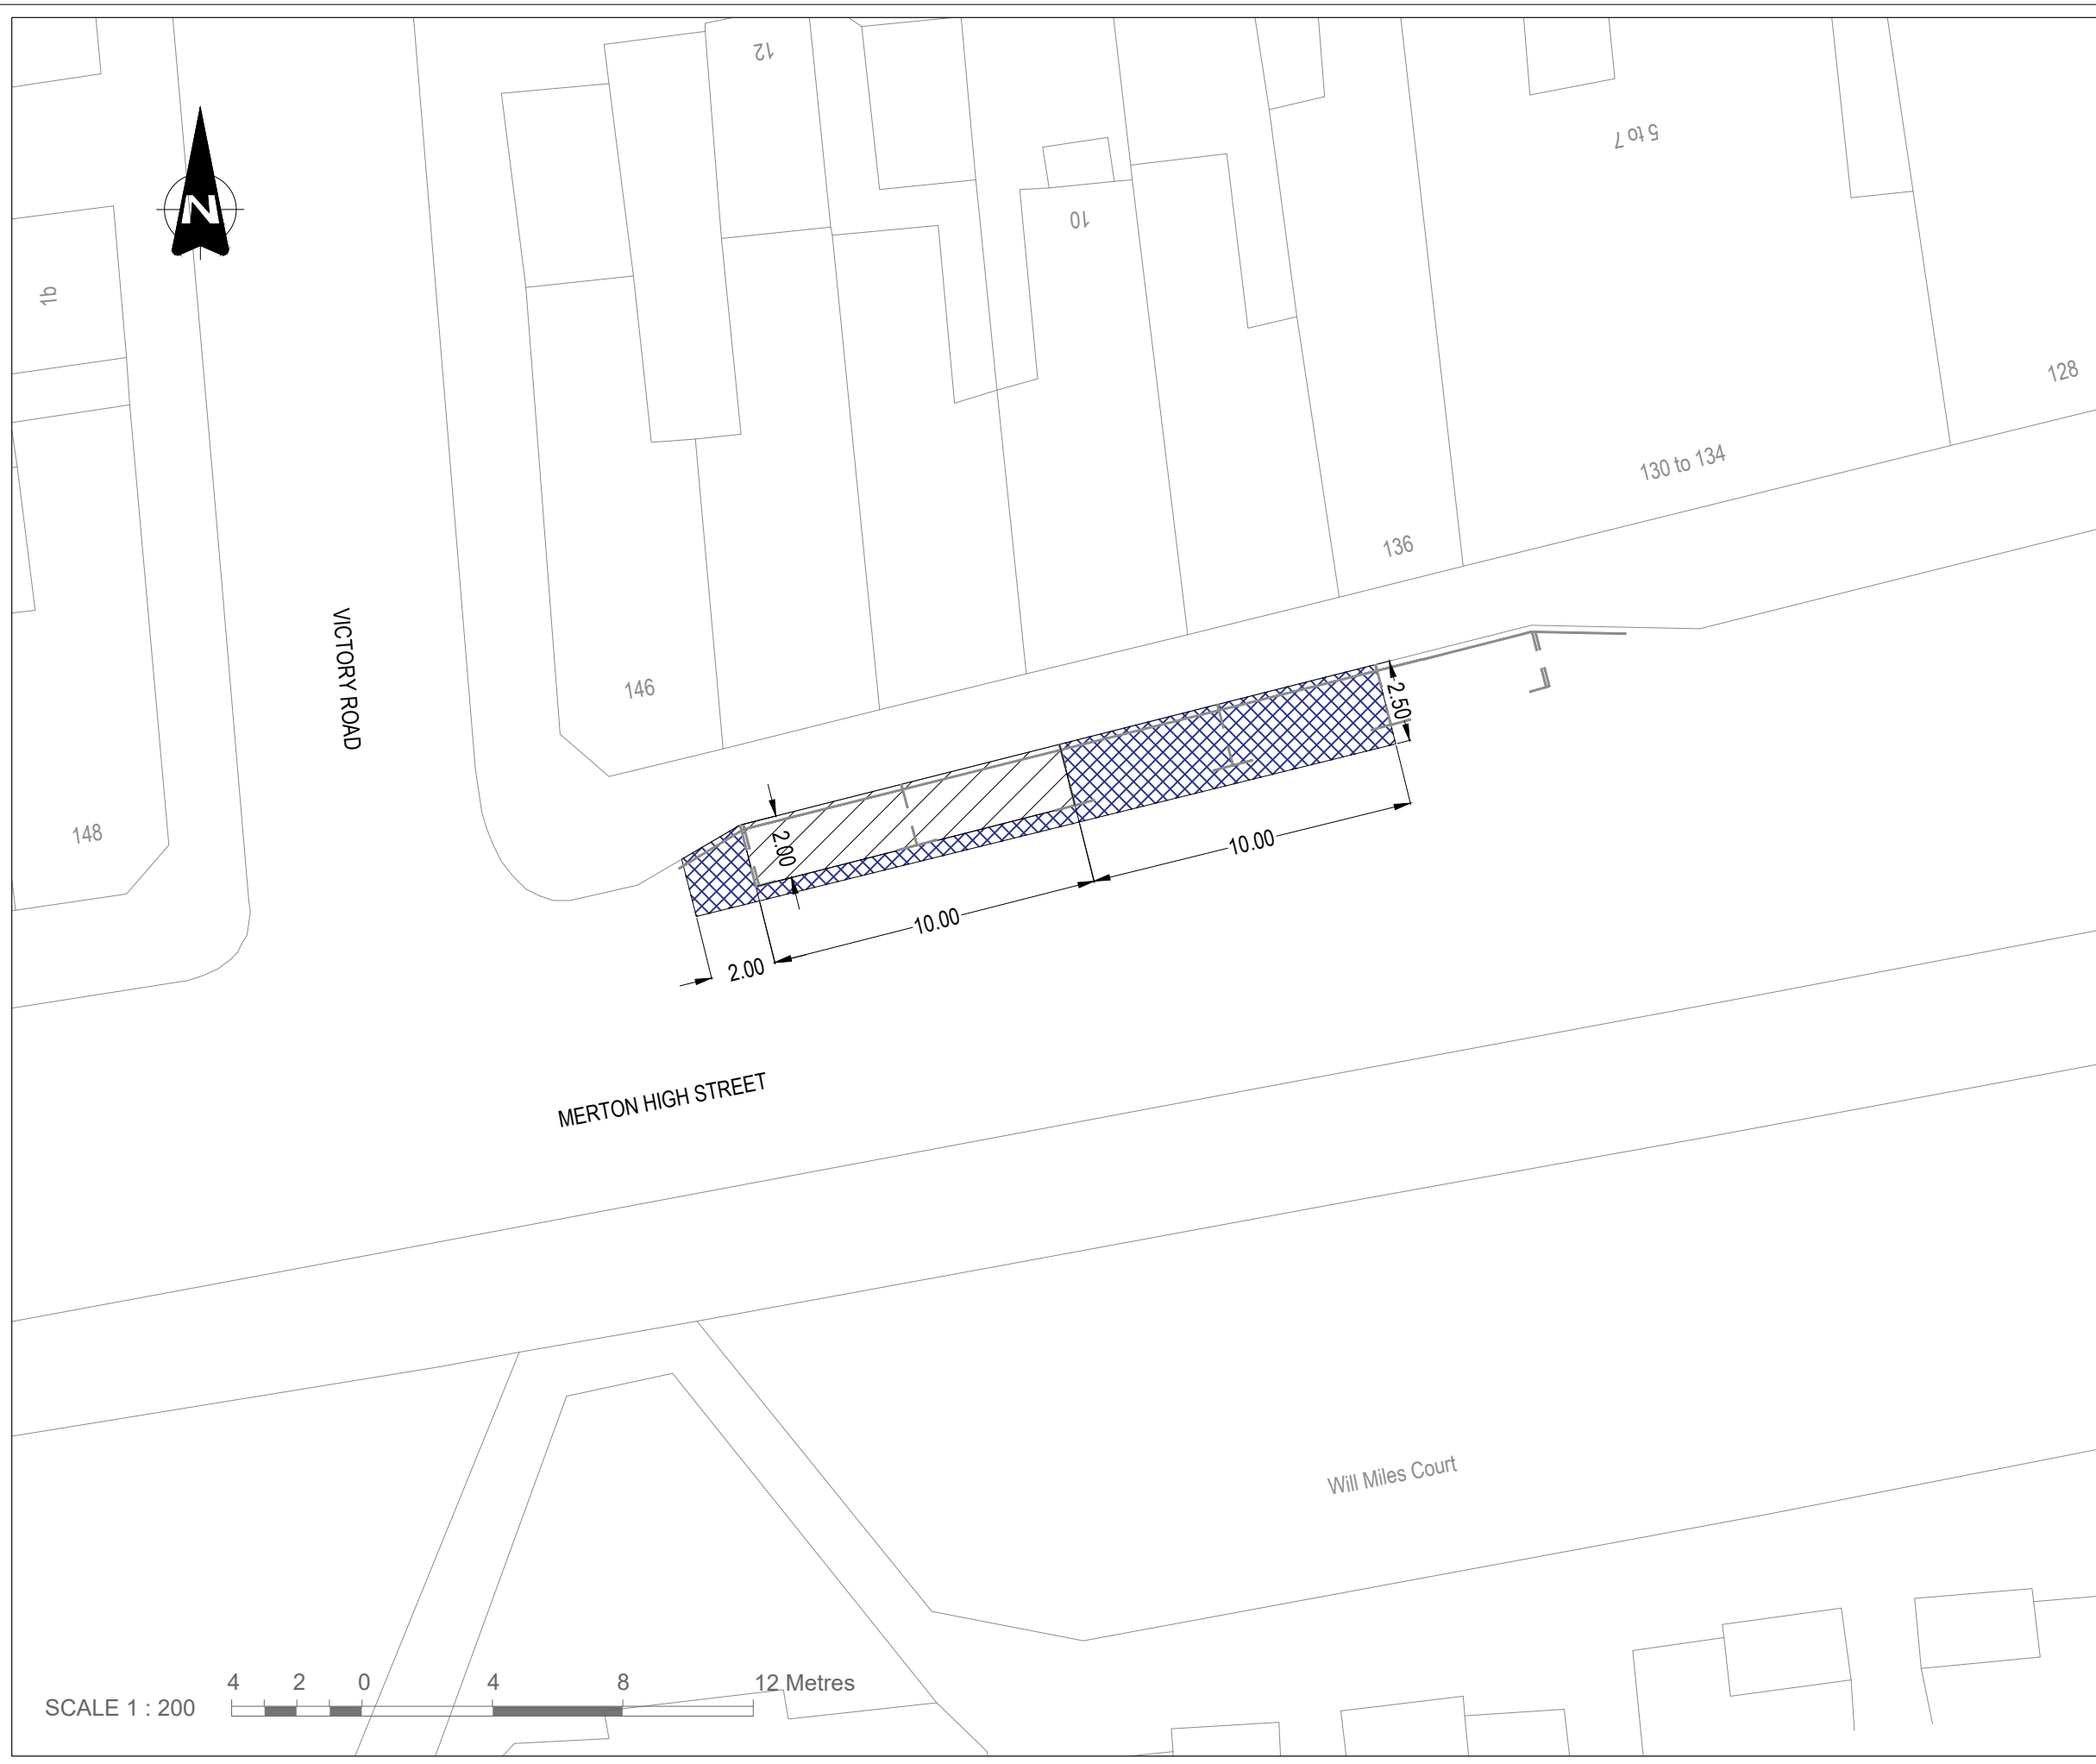 12
5 to 7
N
10
1b
128
130 to 134
136
VICTORY ROAD
146
2.50
148
2.00
10.00
10.00
2.00
MERTON HIGH STREET
Will Miles Court
4 2 0 4 8 12 Metres
SCALE 1 : 200